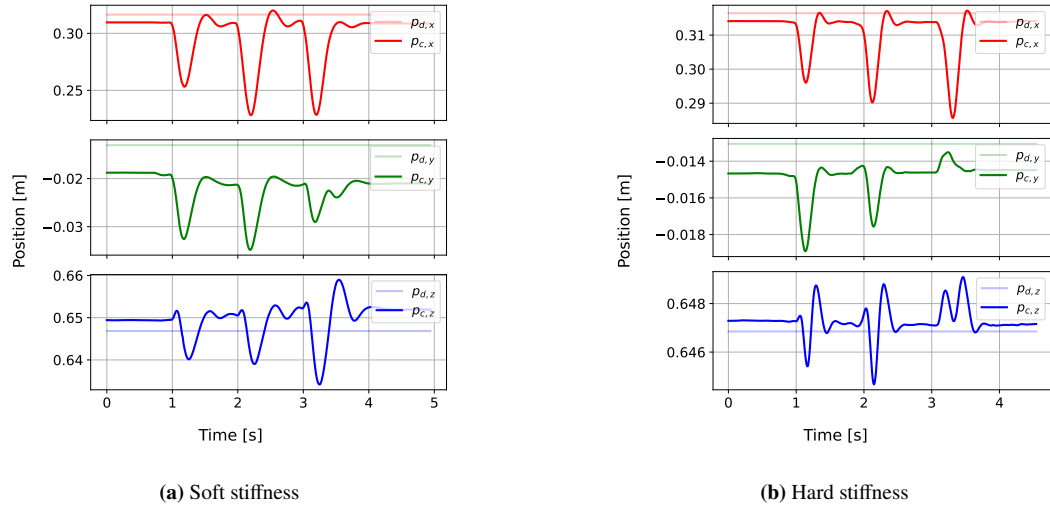 0.30
0.25
p_{d,x}
p_{c,x}
−0.02
−0.03
p_{d,y}
p_{c,y}
0.66
0.65
0.64
p_{d,z}
p_{c,z}
Position [m]
0 1 2 3 4 5
Time [s]
(a) Soft stiffness
0.31
0.30
0.29
p_{d,x}
p_{c,x}
−0.014
−0.016
−0.018
p_{d,y}
p_{c,y}
0.648
0.646
p_{d,z}
p_{c,z}
Position [m]
0 1 2 3 4
Time [s]
(b) Hard stiffness